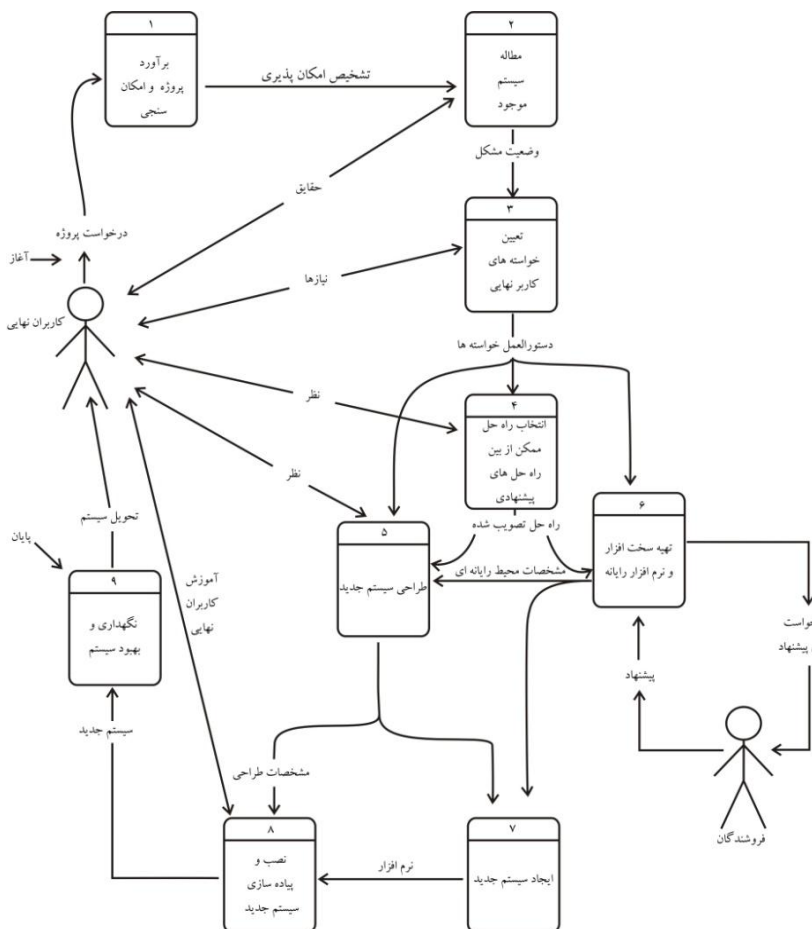 ۱
برآورد
پروژه و امکان
سنجی
تشخیص امکان پذیری
۲
مطاله
سیستم
موجود
وضعیت مشکل
حقایق
۳
تعیین
خواسته های
کاربر نهایی
درخواست پروژه
آغاز
نیازها
کاربران نهایی
دستورالعمل خواسته ها
نظر
۴
انتخاب راه حل
ممکن از بین
راه حل های
پیشنهادی
نظر
راه حل تصویب شده
۶
تهیه سخت افزار
و نرم افزار رایانه
۵
طراحی سیستم جدید
مشخصات محیط رایانه ای
تحویل سیستم
پایان
آموزش
کاربران
نهایی
۹
نگهداری و
بهبود سیستم
خواست
پیشنهاد
پیشنهاد
سیستم جدید
مشخصات طراحی
فروشندگان
۸
نصب و
پیاده سازی
سیستم جدید
نرم افزار
۷
ایجاد سیستم جدید